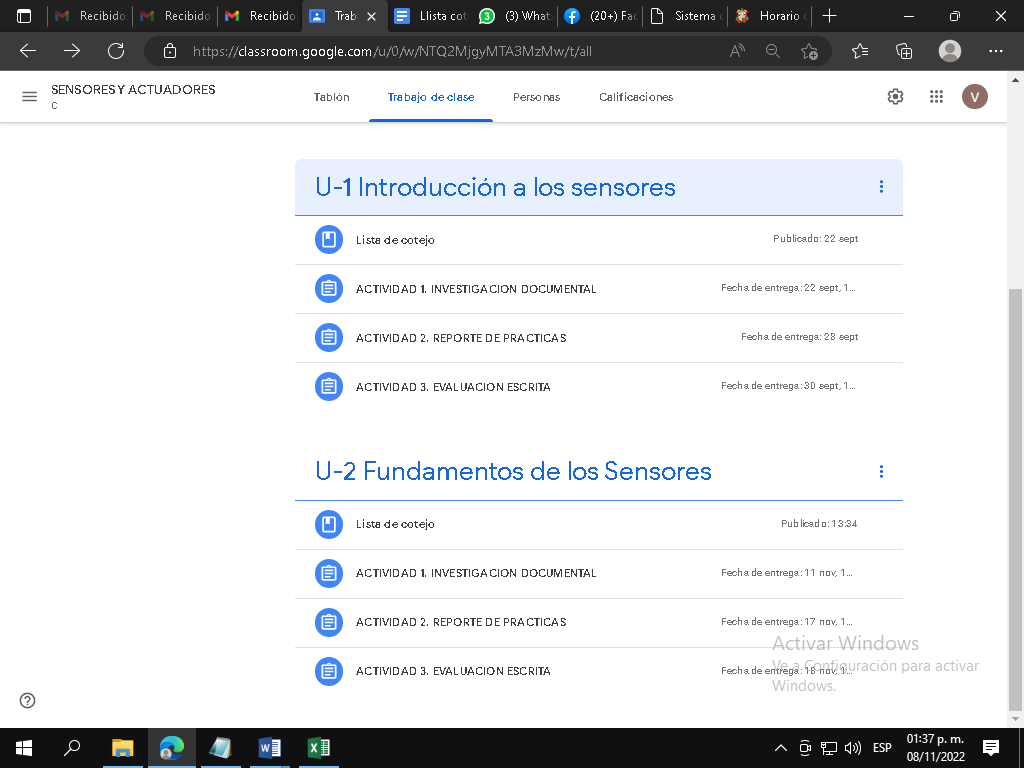 Recibido
Recibido
Recibido
Trab
Llista cot
(3) What
(20+) Fac
Sistema
Horario
https://classroom.google.com/u/0/w/NTQ2MjgyMTA3MzMw/t/all
SENSORES Y ACTUADORES
C
Tablón
Trabajo de clase
Personas
Calificaciones
V
U-1 Introducción a los sensores
Lista de cotejo
Publicado: 22 sept
ACTIVIDAD 1. INVESTIGACION DOCUMENTAL
Fecha de entrega: 22 sept, 1...
ACTIVIDAD 2. REPORTE DE PRACTICAS
Fecha de entrega: 28 sept
ACTIVIDAD 3. EVALUACION ESCRITA
Fecha de entrega: 30 sept, 1...
U-2 Fundamentos de los Sensores
Lista de cotejo
Publicado: 13:34
ACTIVIDAD 1. INVESTIGACION DOCUMENTAL
Fecha de entrega: 11 nov, 1...
ACTIVIDAD 2. REPORTE DE PRACTICAS
Fecha de entrega: 17 nov, 1...
ACTIVIDAD 3. EVALUACION ESCRITA
Fecha de entrega: 18 nov, 1...
Activar Windows
Ve a Configuración para activar
Windows.
ESP
01:37 p. m.
08/11/2022